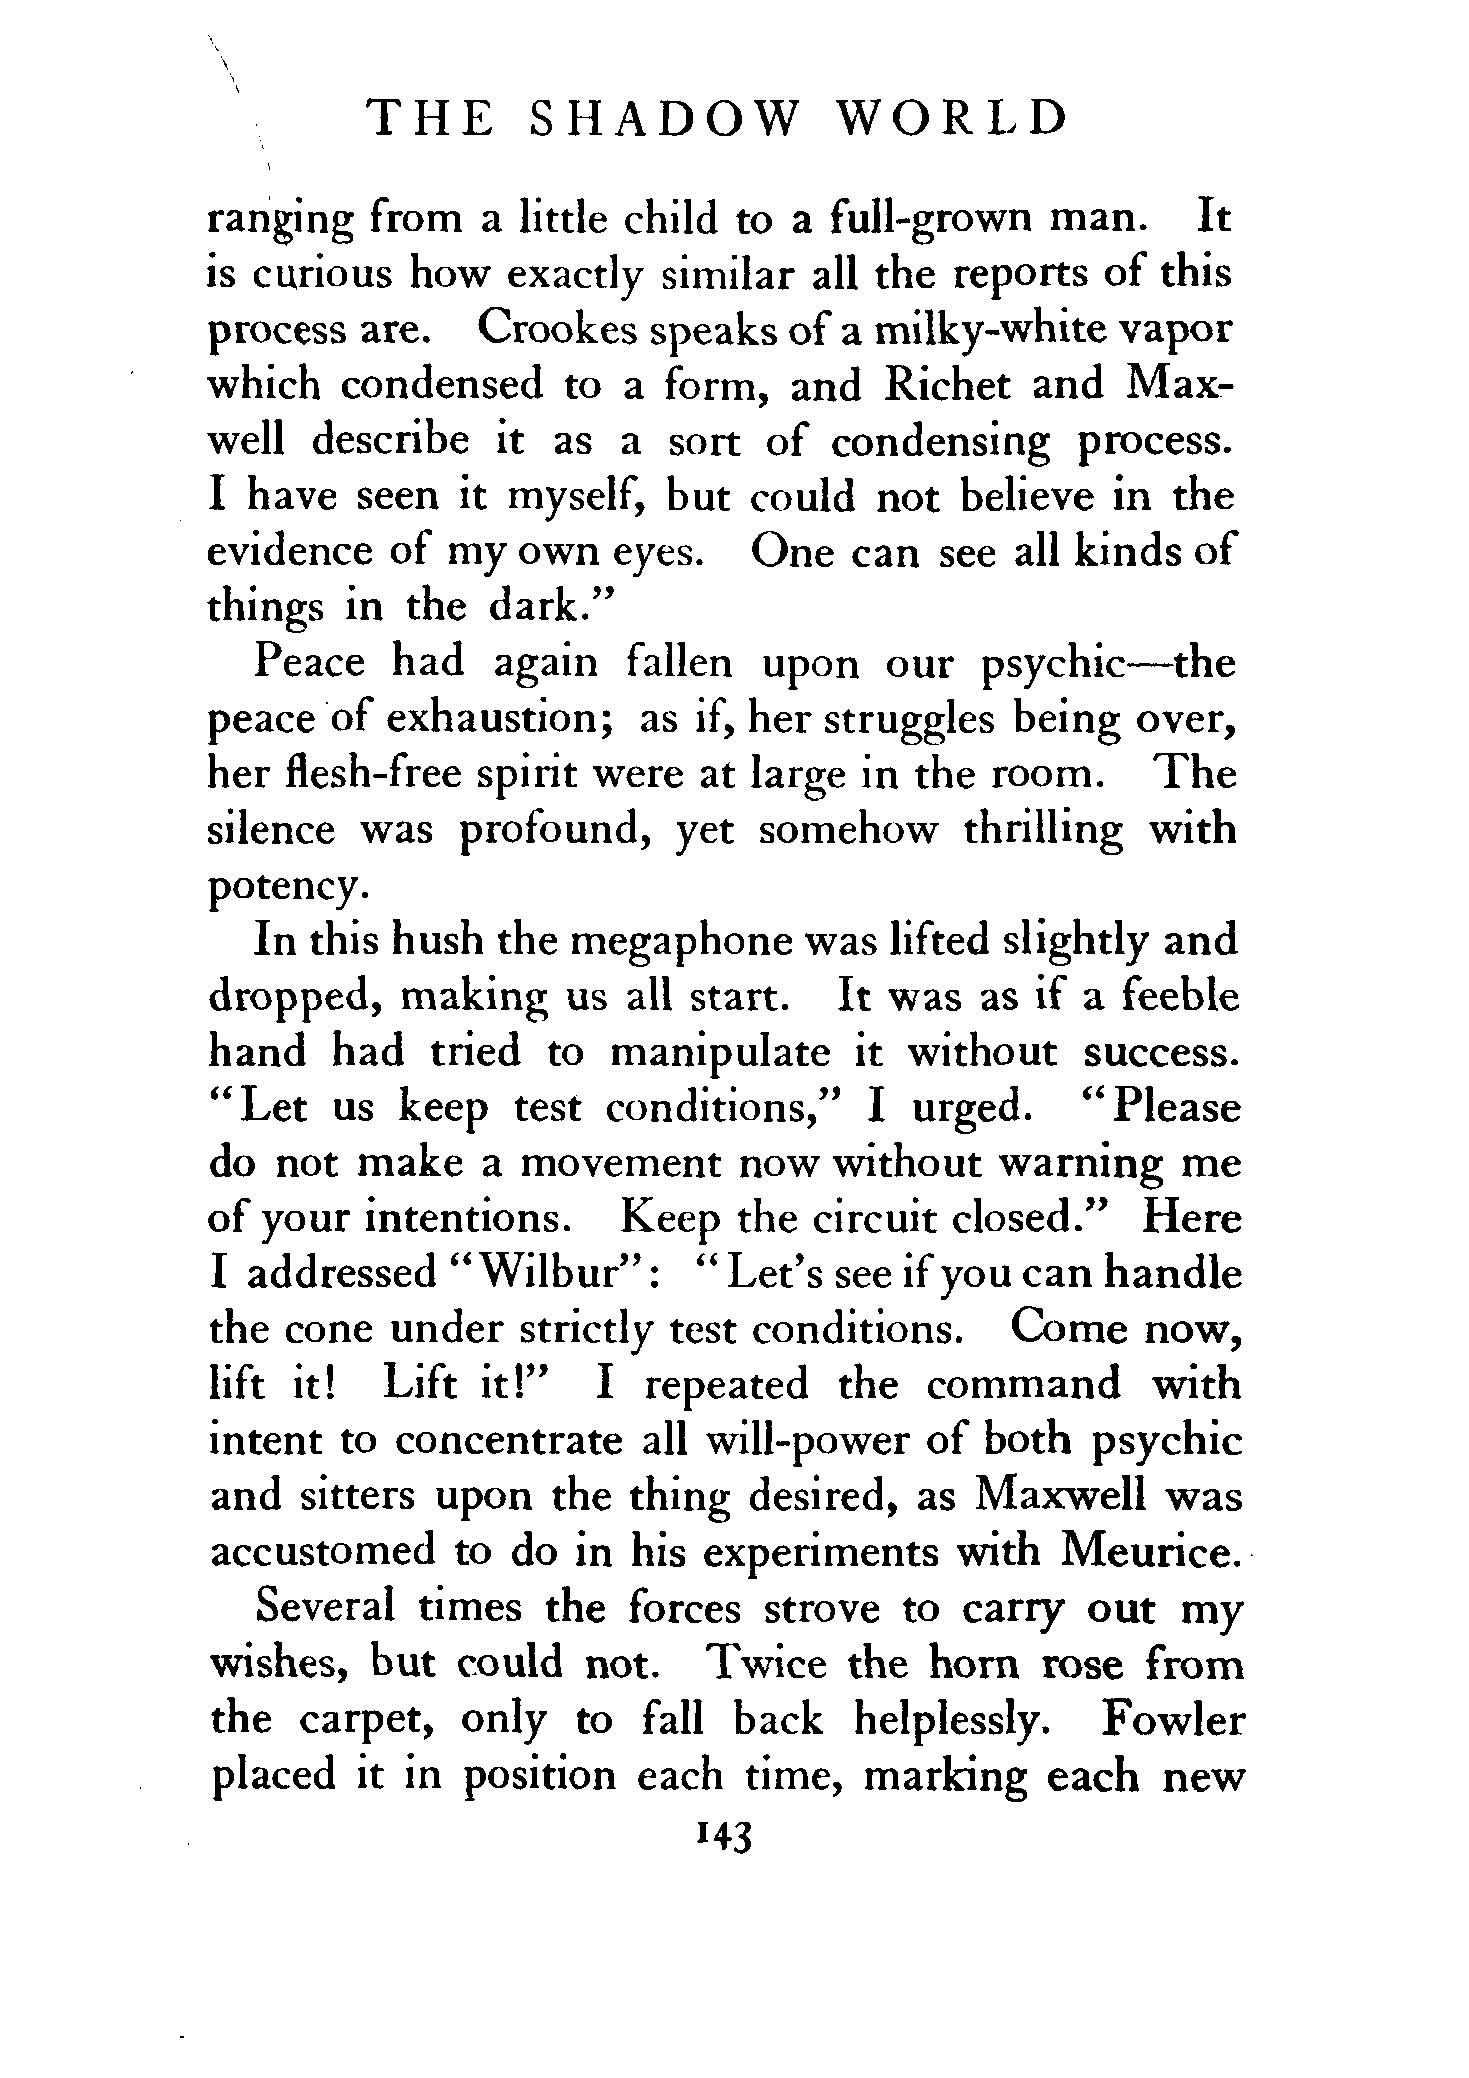 THE SHADOW WORLD
ranging from a little child to a full-grown man. It
is curious how exactly similar all the reports of this
process are. Crookes speaks of a milky-white vapor
which condensed to a form, and Richet and Max-
well describe it as a sort of condensing process.
I have seen it myself, but could not believe in the
evidence of my own eyes. One can see all kinds of
things in the dark.”
Peace had again fallen upon our psychic—the
peace of exhaustion; as if, her struggles being over,
her flesh-free spirit were at large in the room. The
silence was profound, yet somehow thrilling with
potency.
In this hush the megaphone was lifted slightly and
dropped, making us all start. It was as if a feeble
hand had tried to manipulate it without success.
“Let us keep test conditions,” I urged. “Please
do not make a movement now without warning me
of your intentions. Keep the circuit closed.” Here
I addressed “Wilbur”: “Let's see if you can handle
the cone under strictly test conditions. Come now,
lift it! Lift it!” I repeated the command with
intent to concentrate all will-power of both psychic
and sitters upon the thing desired, as Maxwell was
accustomed to do in his experiments with Meurice.
Several times the forces strove to carry out my
wishes, but could not. Twice the horn rose from
the carpet, only to fall back helplessly. Fowler
placed it in position each time, marking each new
143